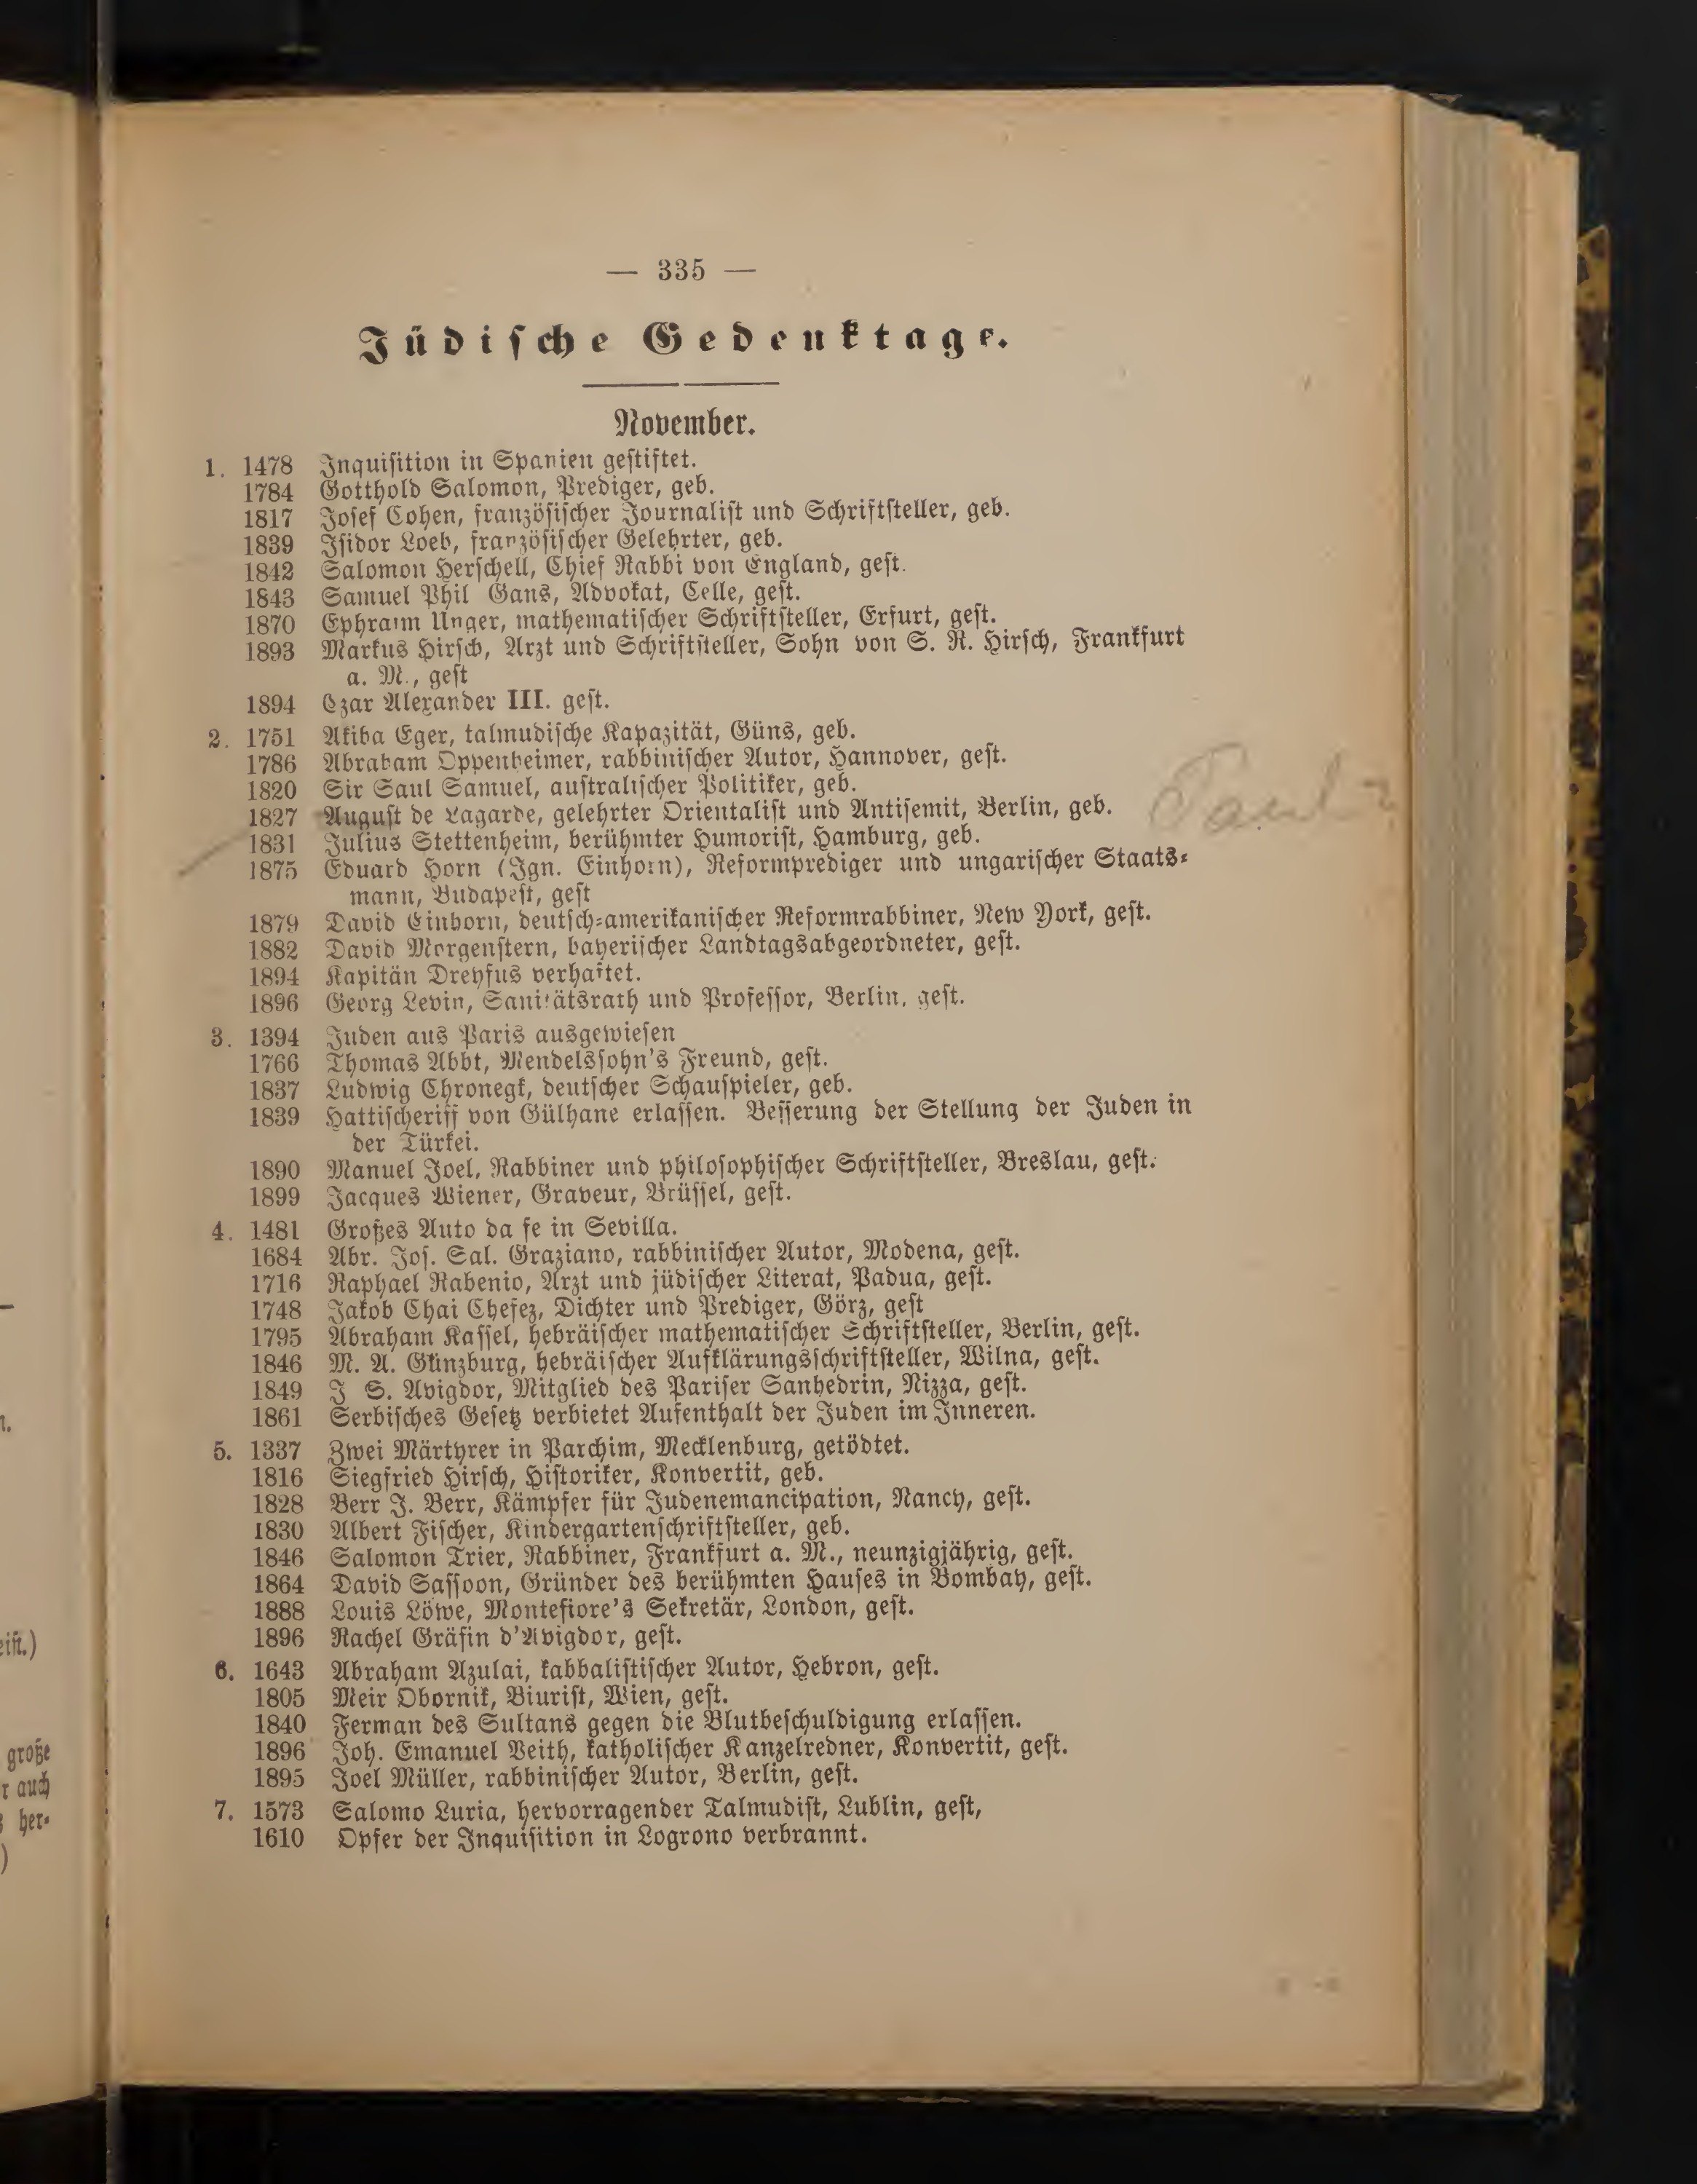 — 335 —
Jüdische Gedenktage.
November.
1. 1478 Inquisition in Spanien gestiftet.
1784 Gotthold Salomon, Prediger, geb.
1817 Josef Cohen, französischer Journalist und Schriftsteller, geb.
1839 Isidor Loeb, französischer Gelehrter, geb.
1842 Salomon Herschell, Chief Rabbi von England, gest.
1843 Samuel Phil Gans, Advokat, Celle, gest.
1870 Ephraim Unger, mathematischer Schriftsteller, Erfurt, gest.
1893 Markus Hirsch, Arzt und Schriftsteller, Sohn von S. R. Hirsch, Frankfurt
a. M., gest
1894 Czar Alexander III. gest.
2. 1751 Akiba Eger, talmudische Kapazität, Güns, geb.
1786 Abraham Oppenheimer, rabbinischer Autor, Hannover, gest.
1820 Sir Saul Samuel, australischer Politiker, geb.
1827 August de Lagarde, gelehrter Orientalist und Antisemit, Berlin, geb.
Paul
1831 Julius Stettenheim, berühmter Humorist, Hamburg, geb.
1875 Eduard Horn (Ign. Einhorn), Reformprediger und ungarischer Staats-
mann, Budapest, gest
1879 David Einhorn, deutsch-amerikanischer Reformrabbiner, New York, gest.
1882 David Morgenstern, bayerischer Landtagsabgeordneter, gest.
1894 Kapitän Dreyfus verhaftet.
1896 Georg Levin, Sanitätsrath und Professor, Berlin, gest.
3. 1394 Juden aus Paris ausgewiesen
1766 Thomas Abbt, Mendelssohn's Freund, gest.
1837 Ludwig Chronegk, deutscher Schauspieler, geb.
1839 Hattischeriff von Gülhane erlassen. Besserung der Stellung der Juden in
der Türkei.
1890 Manuel Joel, Rabbiner und philosophischer Schriftsteller, Breslau, gest.
1899 Jacques Wiener, Graveur, Brüssel, gest.
4. 1481 Großes Auto da fe in Sevilla.
1684 Abr. Jos. Sal. Graziano, rabbinischer Autor, Modena, gest.
1716 Raphael Rabenio, Arzt und jüdischer Literat, Padua, gest.
1748 Jakob Chai Chefez, Dichter und Prediger, Görz, gest
1795 Abraham Kassel, hebräischer mathematischer Schriftsteller, Berlin, gest.
1846 M. A. Günzburg, hebräischer Aufklärungsschriftsteller, Wilna, gest.
1849 J S. Avigdor, Mitglied des Pariser Sanhedrin, Nizza, gest.
1861 Serbisches Gesetz verbietet Aufenthalt der Juden im Inneren.
5. 1337 Zwei Märtyrer in Parchim, Mecklenburg, getödtet.
1816 Siegfried Hirsch, Historiker, Konvertit, geb.
1828 Berr J. Berr, Kämpfer für Judenemancipation, Nancy, gest.
1830 Albert Fischer, Kindergartenschriftsteller, geb.
1846 Salomon Trier, Rabbiner, Frankfurt a. M., neunzigjährig, gest.
1864 David Sassoon, Gründer des berühmten Hauses in Bombay, gest.
1888 Louis Löwe, Montefiore's Sekretär, London, gest.
1896 Rachel Gräfin d'Avigdor, gest.
6. 1643 Abraham Azulai, kabbalistischer Autor, Hebron, gest.
1805 Meir Obornik, Biurist, Wien, gest.
1840 Ferman des Sultans gegen die Blutbeschuldigung erlassen.
1896 Joh. Emanuel Veith, katholischer Kanzelredner, Konvertit, gest.
1895 Joel Müller, rabbinischer Autor, Berlin, gest.
7. 1573 Salomo Luria, hervorragender Talmudist, Lublin, gest,
1610 Opfer der Inquisition in Logrono verbrannt.
große
auch
her-